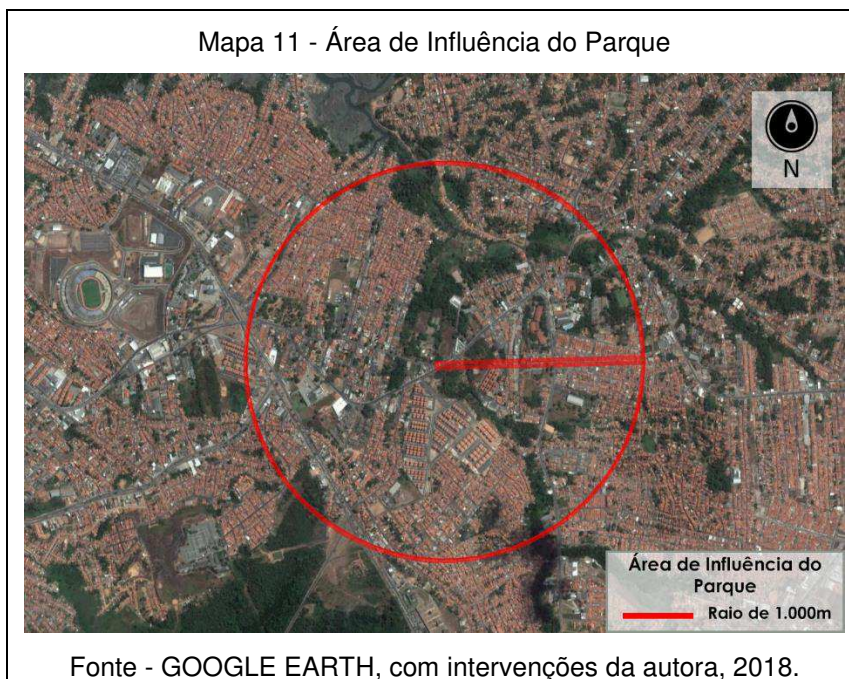 Mapa 11 - Área de Influência do Parque
N
Área de Influência do
Parque
Raio de 1.000m
Fonte - GOOGLE EARTH, com intervenções da autora, 2018.